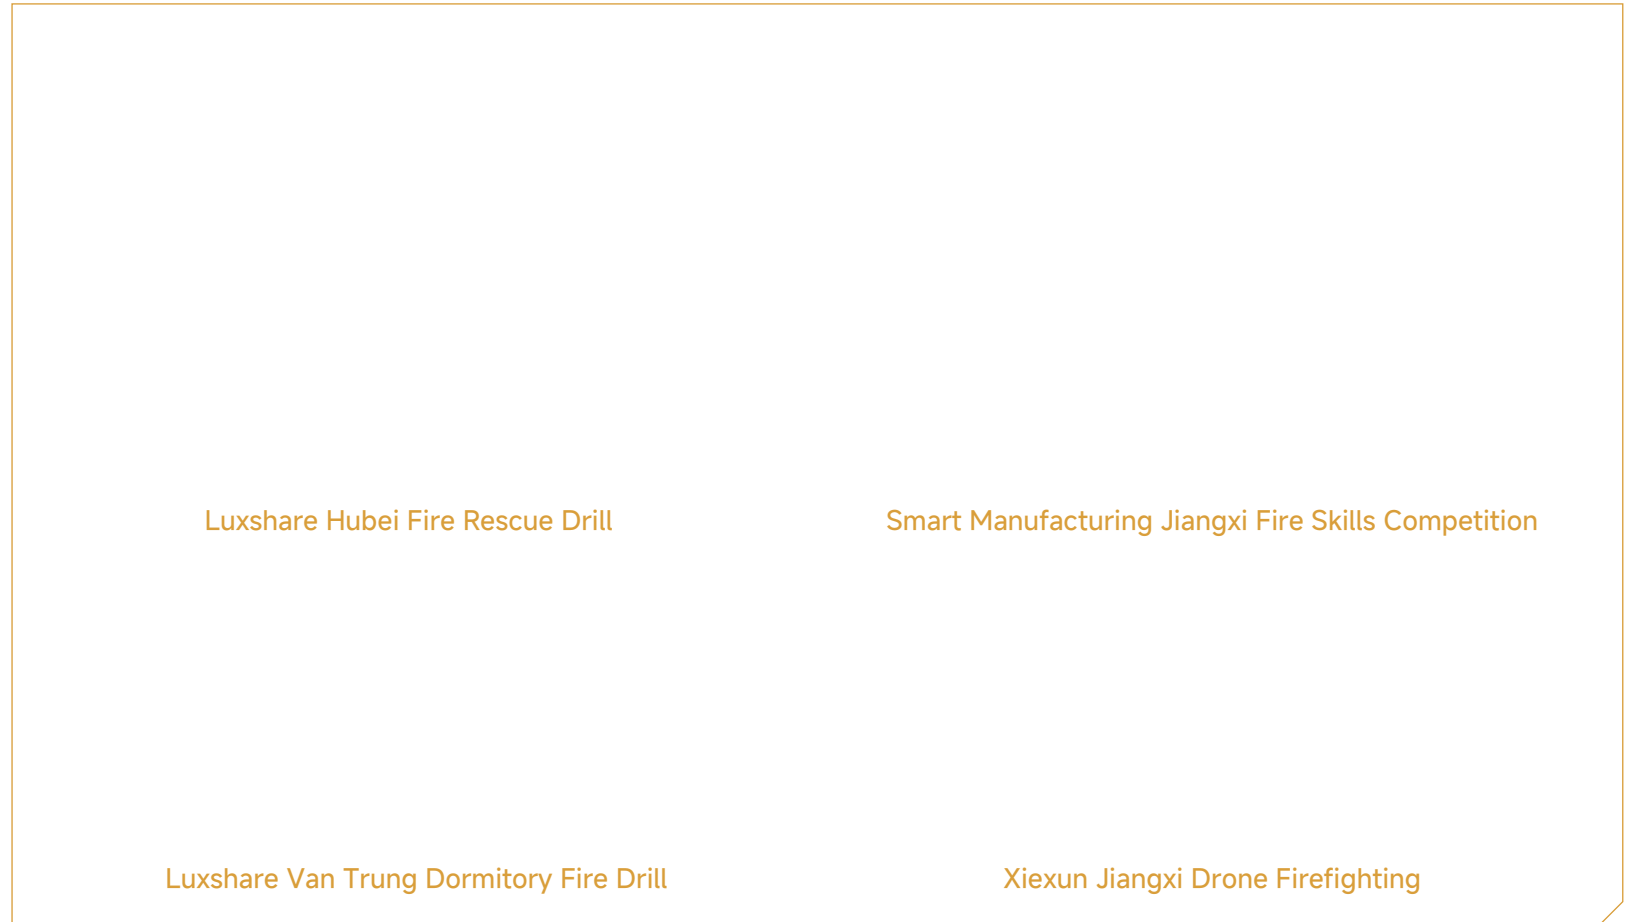 Luxshare Hubei Fire Rescue Drill
Smart Manufacturing Jiangxi Fire Skills Competition
Luxshare Van Trung Dormitory Fire Drill
Xiexun Jiangxi Drone Firefighting